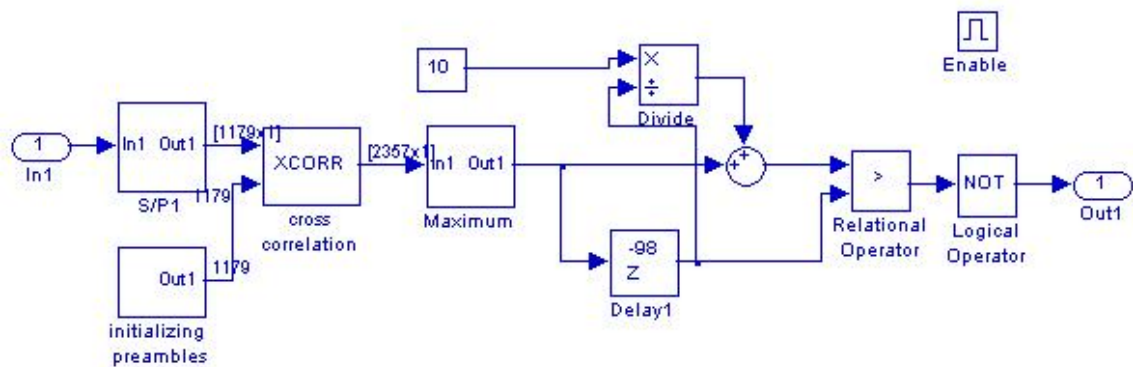 Enable
10
×
÷
Divide
1
In1
In1 Out1
S/P1
[1179x1]
1179
XCORR
cross
correlation
[2357x1]
In1 Out1
Maximum
+
+
>
Relational
Operator
NOT
Logical
Operator
1
Out1
Out1
1179
initializing
preambles
-98
Z
Delay1